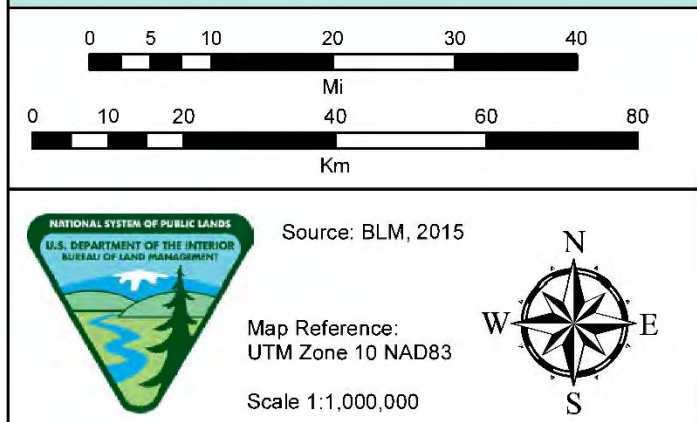 0 5 10 20 30 40
Mi
0 10 20 40 60 80
Km
NATIONAL SYSTEM OF PUBLIC LANDS
U.S. DEPARTMENT OF THE INTERIOR
BUREAU OF LAND MANAGEMENT
Source: BLM, 2015
Map Reference:
UTM Zone 10 NAD83
Scale 1:1,000,000
N
W E
S